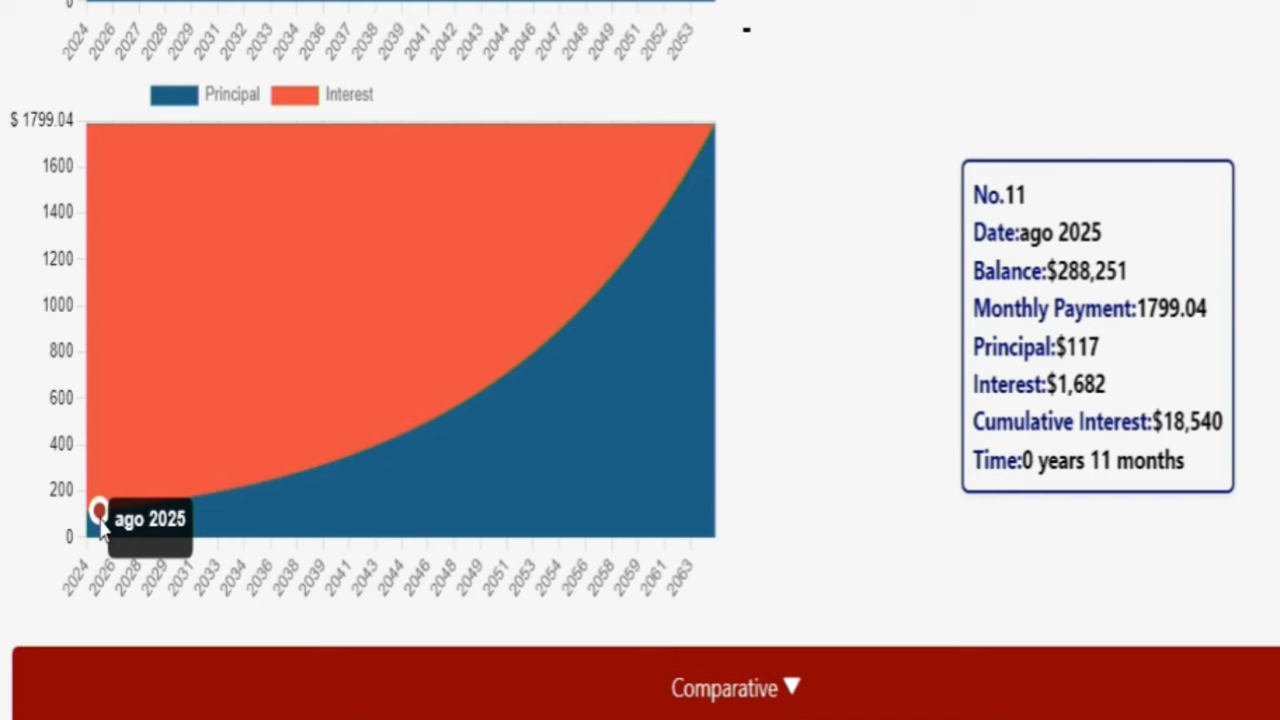 0
2024 2026 2027 2028 2029 2031 2032 2033 2034 2036 2037 2038 2039 2041 2042 2043 2044 2046 2047 2048 2049 2051 2052 2053
-
Principal Interest
$ 1799.04
1600
1400
1200
1000
800
600
400
200
0
ago 2025
2024 2026 2028 2029 2031 2033 2034 2036 2038 2039 2041 2043 2044 2046 2048 2049 2051 2053 2054 2056 2058 2059 2061 2063
No.11
Date:ago 2025
Balance:$288,251
Monthly Payment:1799.04
Principal:$117
Interest:$1,682
Cumulative Interest:$18,540
Time:0 years 11 months
Comparative ▼